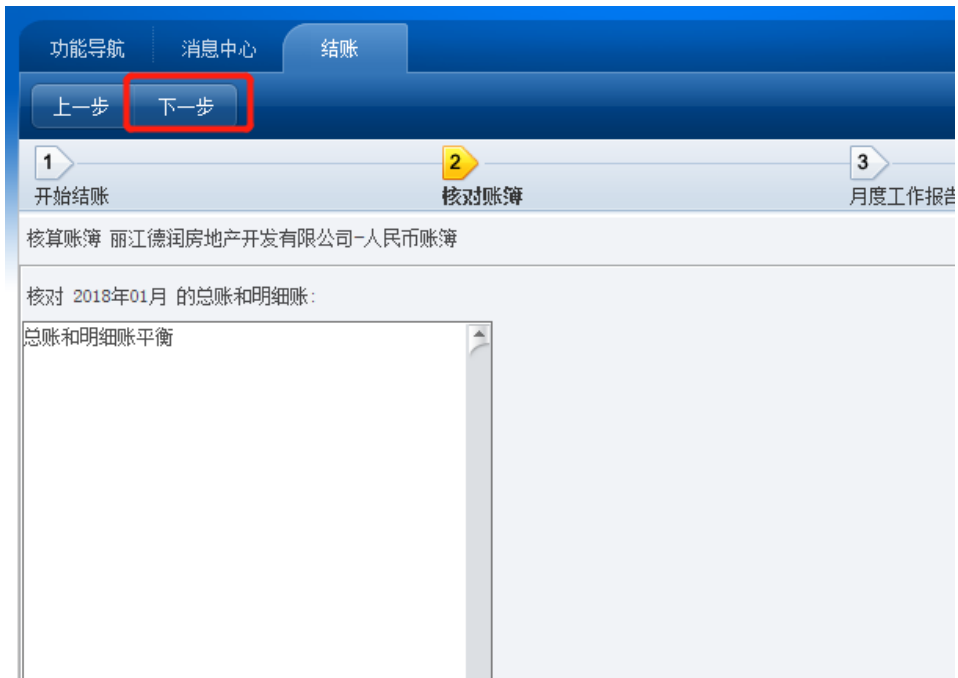 功能导航 消息中心 结账
上一步 下一步
1 2 3
开始结账 核对账簿 月度工作报告
核算账簿 丽江德润房地产开发有限公司-人民币账簿
核对 2018年01月 的总账和明细账:
总账和明细账平衡